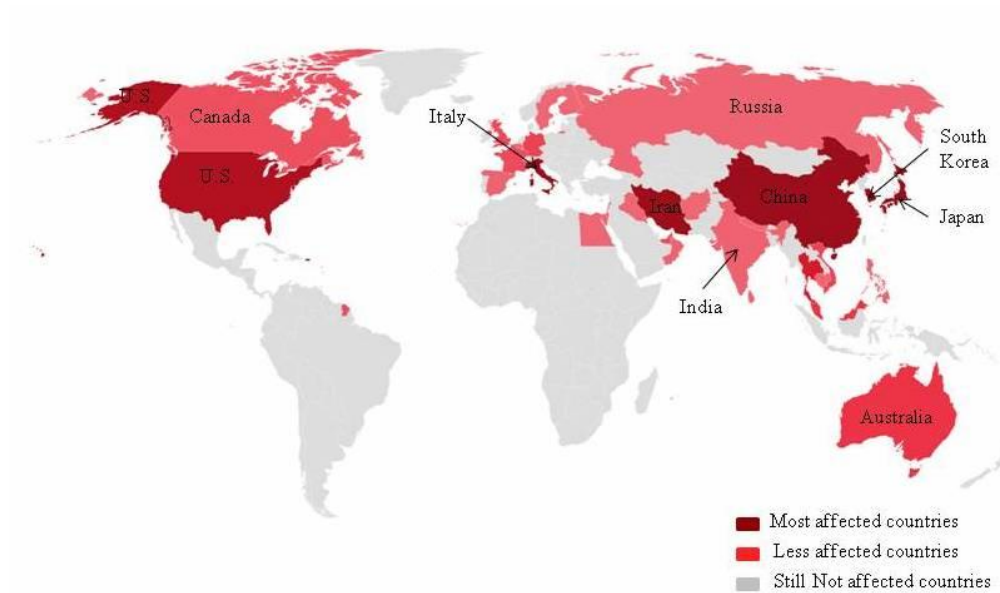 U.S.
Canada
Russia
Italy
South
Korea
U.S.
China
Iran
Japan
India
Australia
Most affected countries
Less affected countries
Still Not affected countries